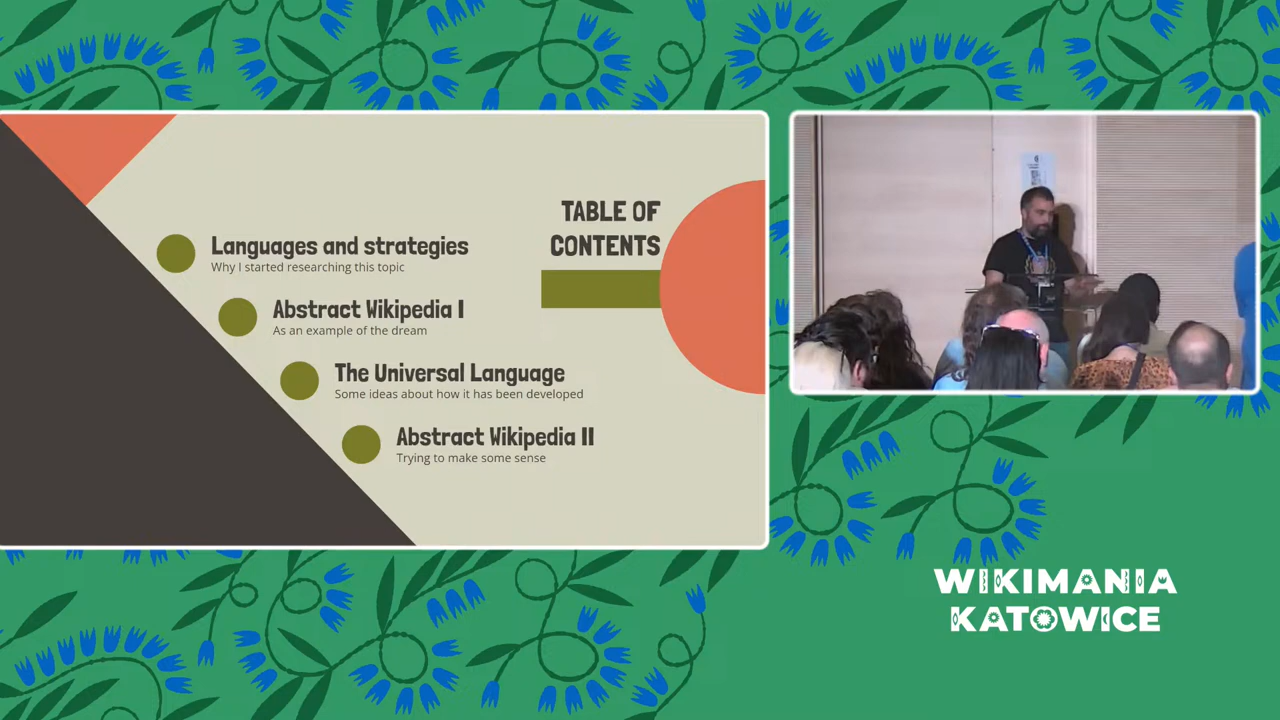 TABLE OF
CONTENTS
Languages and strategies
Why I started researching this topic
Abstract Wikipedia I
As an example of the dream
The Universal Language
Some ideas about how it has been developed
Abstract Wikipedia II
Trying to make some sense
6
WIKIMANIA
KATOWICE